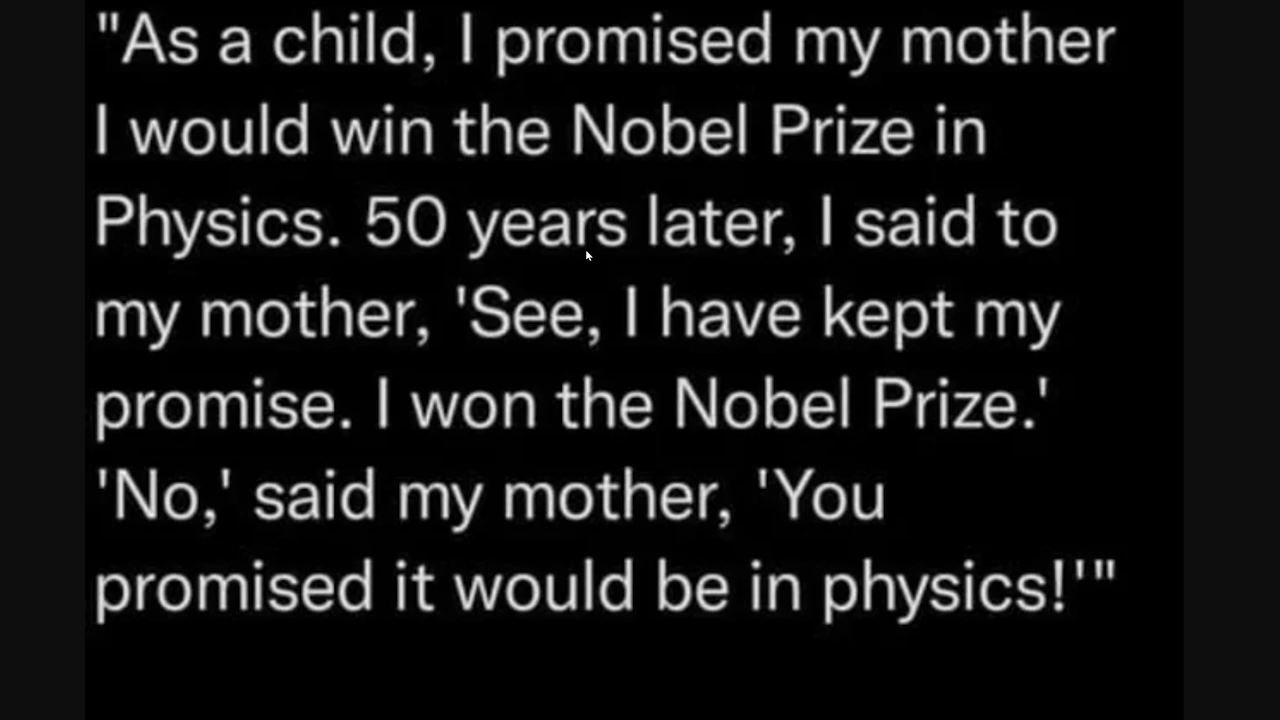 "As a child, I promised my mother
I would win the Nobel Prize in
Physics. 50 years later, I said to
my mother, 'See, I have kept my
promise. I won the Nobel Prize.'
'No,' said my mother, 'You
promised it would be in physics!'"